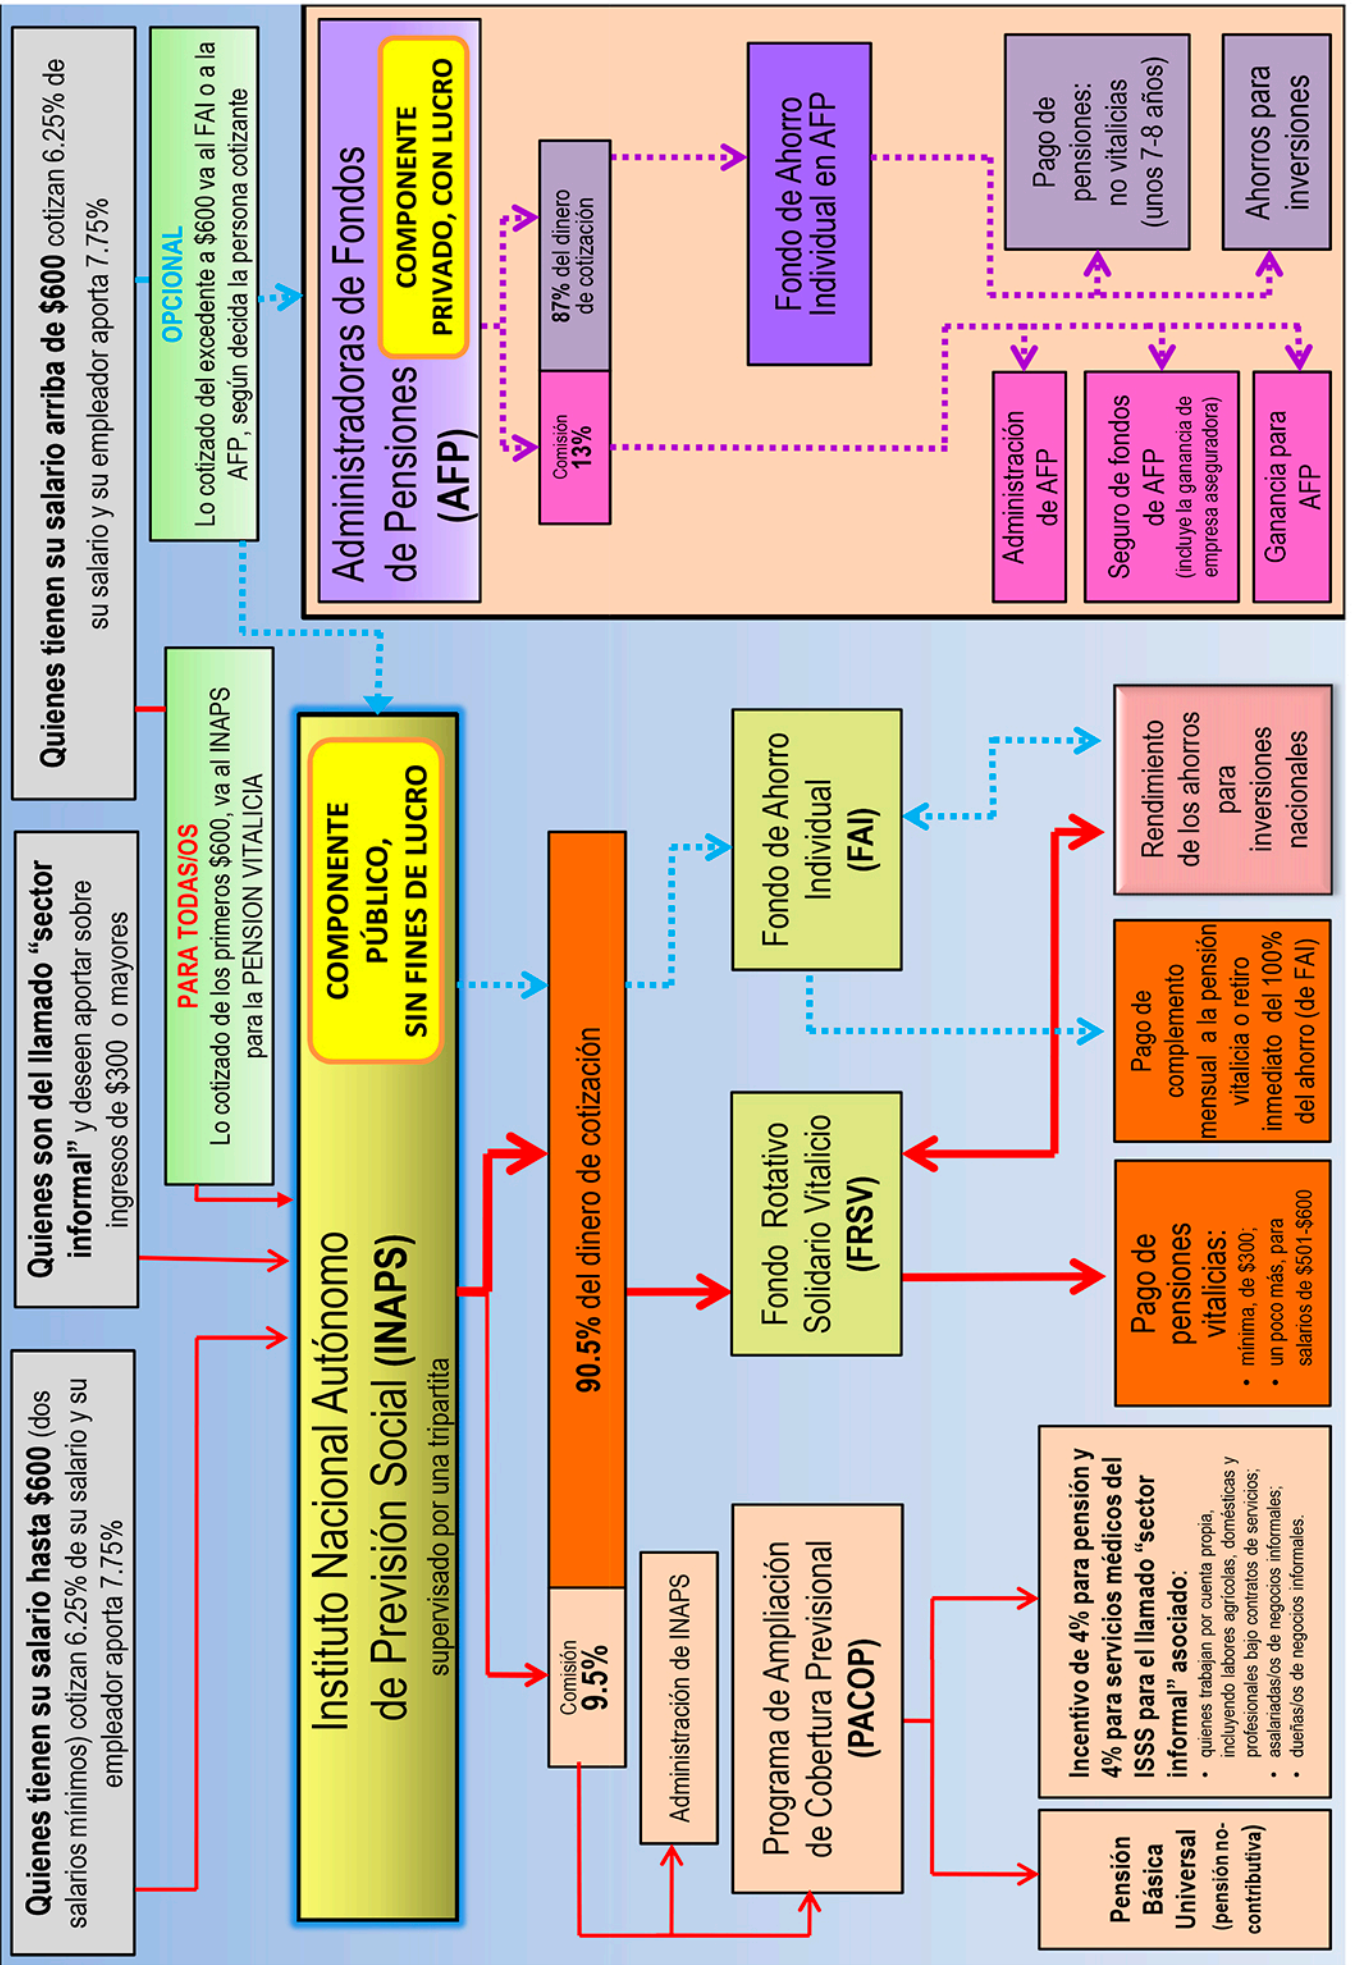 Quienes tienen su salario hasta $600 (dos
salarios mínimos) cotizan 6.25% de su salario y su
empleador aporta 7.75%
Quienes son del llamado “sector
informal” y deseen aportar sobre
ingresos de $300 o mayores
Quienes tienen su salario arriba de $600 cotizan 6.25% de
su salario y su empleador aporta 7.75%
PARA TODAS/OS
Lo cotizado de los primeros $600, va al INAPS
para la PENSION VITALICIA
OPCIONAL
Lo cotizado del excedente a $600 va al FAI o a la
AFP, según decida la persona cotizante
Instituto Nacional Autónomo
de Previsión Social (INAPS)
supervisado por una tripartita
COMPONENTE
PÚBLICO,
SIN FINES DE LUCRO
Administradoras de Fondos
de Pensiones
(AFP)
COMPONENTE
PRIVADO, CON LUCRO
Comisión
9.5%
90.5% del dinero de cotización
Comisión
13%
87% del dinero
de cotización
Administración de INAPS
Programa de Ampliación
de Cobertura Previsional
(PACOP)
Fondo Rotativo
Solidario Vitalicio
(FRSV)
Fondo de Ahorro
Individual
(FAI)
Fondo de Ahorro
Individual en AFP
Pensión
Básica
Universal
(pensión no-
contributiva)
Incentivo de 4% para pensión y
4% para servicios médicos del
ISSS para el llamado “sector
informal” asociado:
• quienes trabajan por cuenta propia,
incluyendo labores agrícolas, domésticas y
profesionales bajo contratos de servicios;
• asalariadas/os de negocios informales;
• dueñas/os de negocios informales.
Pago de
pensiones
vitalicias:
• mínima, de $300;
• un poco más, para
salarios de $501-$600
Pago de
complemento
mensual a la pensión
vitalicia o retiro
inmediato del 100%
del ahorro (de FAI)
Rendimiento
de los ahorros
para
inversiones
nacionales
Administración
de AFP
Seguro de fondos
de AFP
(incluye la ganancia de
empresa aseguradora)
Ganancia para
AFP
Pago de
pensiones:
no vitalicias
(unos 7-8 años)
Ahorros para
inversiones